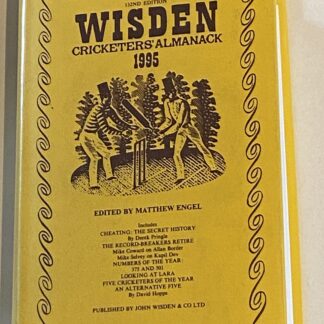 132ND EDITION
WISDEN
CRICKETERS' ALMANACK
1995
EDITED BY MATTHEW ENGEL
Includes
CHEATING: THE SECRET HISTORY
By Derek Pringle
THE RECORD-BREAKERS RETIRE
Mike Coward on Allan Border
Mike Selvey on Kapil Dev
NUMBERS OF THE YEAR:
375 AND 501
LOOKING AT LARA
FIVE CRICKETERS OF THE YEAR
AN ALTERNATIVE FIVE
By David Hopps
PUBLISHED BY JOHN WISDEN & CO LTD